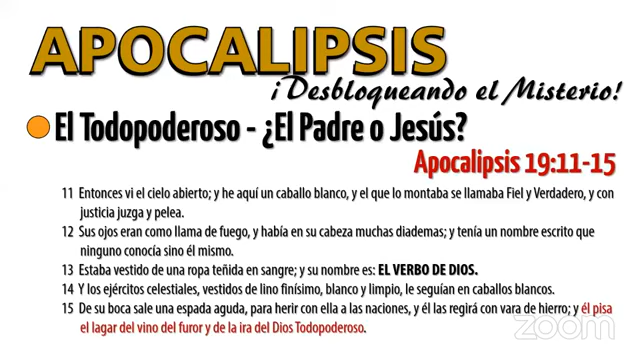 APOCALIPSIS
¡Desbloqueando el Misterio!
El Todopoderoso - ¿El Padre o Jesús?
Apocalipsis 19:11-15
11 Entonces vi el cielo abierto; y he aquí un caballo blanco, y el que lo montaba se llamaba Fiel y Verdadero, y con
justicia juzga y pelea.
12 Sus ojos eran como llama de fuego, y había en su cabeza muchas diademas; y tenía un nombre escrito que
ninguno conocía sino él mismo.
13 Estaba vestido de una ropa teñida en sangre; y su nombre es: EL VERBO DE DIOS.
14 Y los ejércitos celestiales, vestidos de lino finísimo, blanco y limpio, le seguían en caballos blancos.
15 De su boca sale una espada aguda, para herir con ella a las naciones, y él las regirá con vara de hierro; y él pisa
el lagar del vino del furor y de la ira del Dios Todopoderoso.
zoom